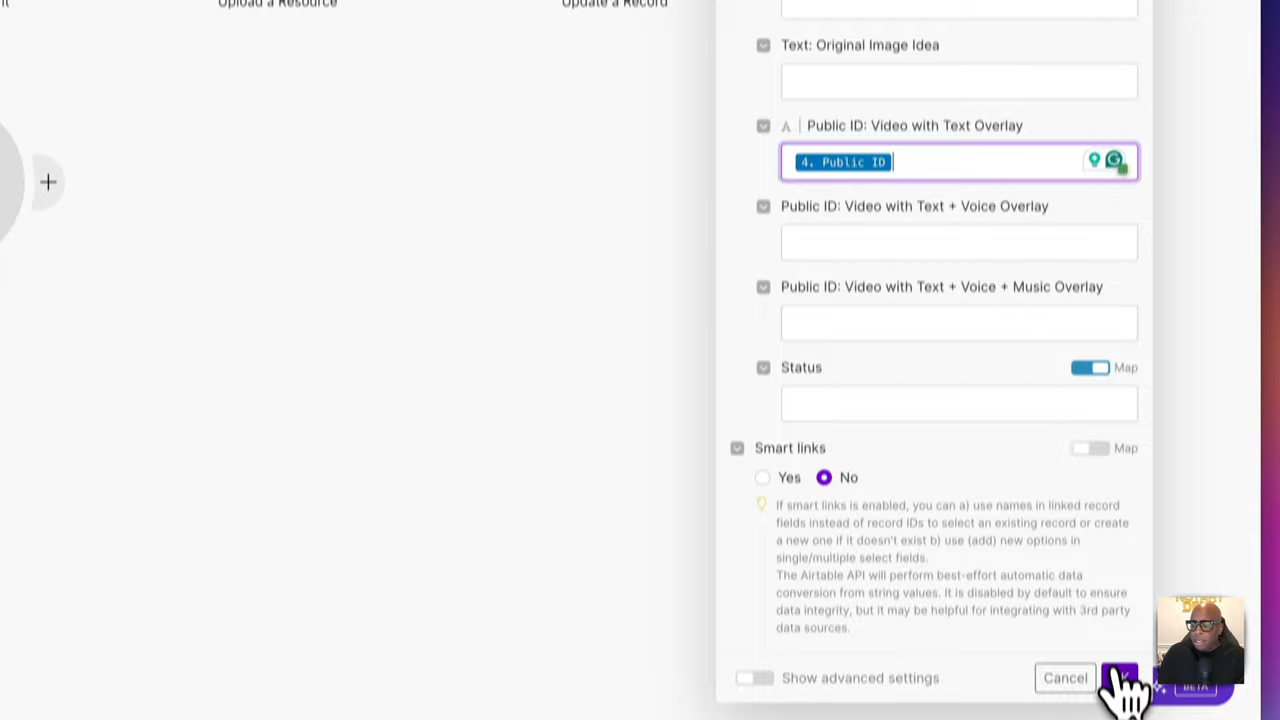 Upload a Resource
Update a Record
Text: Original Image Idea
A | Public ID: Video with Text Overlay
4. Public ID
Public ID: Video with Text + Voice Overlay
Public ID: Video with Text + Voice + Music Overlay
Status
Map
Smart links
Map
Yes
No
If smart links is enabled, you can a) use names in linked record
fields instead of record IDs to select an existing record or create
a new one if it doesn't exist b) use (add) new options in
single/multiple select fields.
The Airtable API will perform best-effort automatic data
conversion from string values. It is disabled by default to ensure
data integrity, but it may be helpful for integrating with 3rd party
data sources.
Show advanced settings
Cancel
BETA